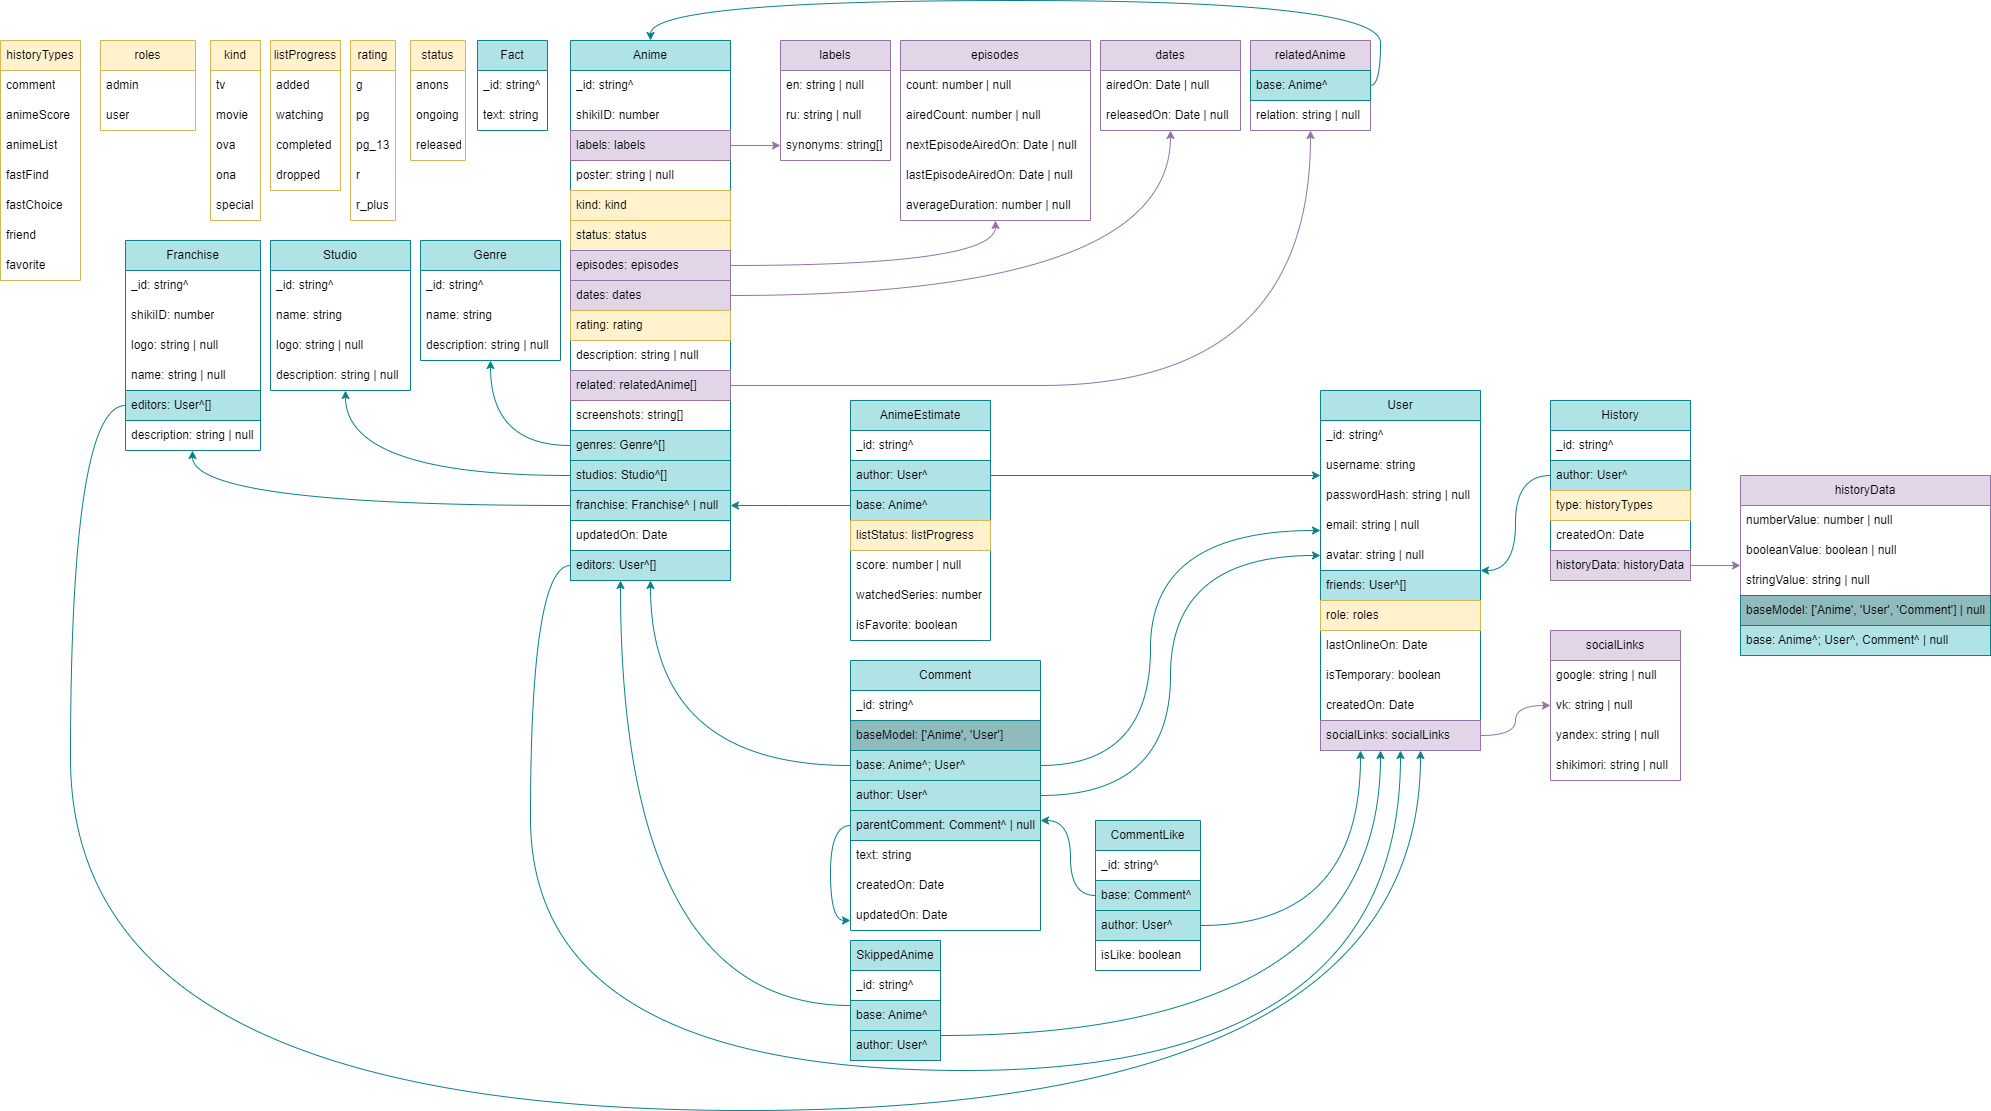 historyTypes
comment
animeScore
animeList
fastFind
fastChoice
friend
favorite
roles
admin
user
kind
tv
movie
ova
ona
special
listProgress
added
watching
completed
dropped
rating
g
pg
pg_13
r
r_plus
status
anons
ongoing
released
Fact
_id: string^
text: string
Anime
_id: string^
shikiID: number
labels: labels
poster: string | null
kind: kind
status: status
episodes: episodes
dates: dates
rating: rating
description: string | null
related: relatedAnime[]
screenshots: string[]
genres: Genre^[]
studios: Studio^[]
franchise: Franchise^ | null
updatedOn: Date
editors: User^[]
labels
en: string | null
ru: string | null
synonyms: string[]
episodes
count: number | null
airedCount: number | null
nextEpisodeAiredOn: Date | null
lastEpisodeAiredOn: Date | null
averageDuration: number | null
dates
airedOn: Date | null
releasedOn: Date | null
relatedAnime
base: Anime^
relation: string | null
Franchise
_id: string^
shikiID: number
logo: string | null
name: string | null
editors: User^[]
description: string | null
Studio
_id: string^
name: string
logo: string | null
description: string | null
Genre
_id: string^
name: string
description: string | null
AnimeEstimate
_id: string^
author: User^
base: Anime^
listStatus: listProgress
score: number | null
watchedSeries: number
isFavorite: boolean
User
_id: string^
username: string
passwordHash: string | null
email: string | null
avatar: string | null
friends: User^[]
role: roles
lastOnlineOn: Date
isTemporary: boolean
createdOn: Date
socialLinks: socialLinks
History
_id: string^
author: User^
type: historyTypes
createdOn: Date
historyData: historyData
historyData
numberValue: number | null
booleanValue: boolean | null
stringValue: string | null
baseModel: ['Anime', 'User', 'Comment'] | null
base: Anime^; User^, Comment^ | null
socialLinks
google: string | null
vk: string | null
yandex: string | null
shikimori: string | null
Comment
_id: string^
baseModel: ['Anime', 'User']
base: Anime^; User^
author: User^
parentComment: Comment^ | null
text: string
createdOn: Date
updatedOn: Date
CommentLike
_id: string^
base: Comment^
author: User^
isLike: boolean
SkippedAnime
_id: string^
base: Anime^
author: User^